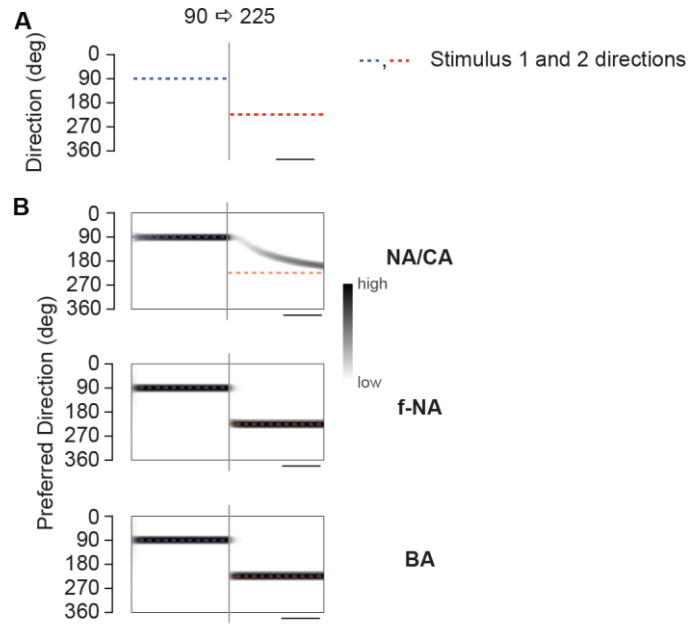 A
90 ⇨ 225
Direction (deg)
0
90
180
270
360
Stimulus 1 and 2 directions
B
Preferred Direction (deg)
0
90
180
270
360
NA/CA
high
low
0
90
180
270
360
f-NA
0
90
180
270
360
BA